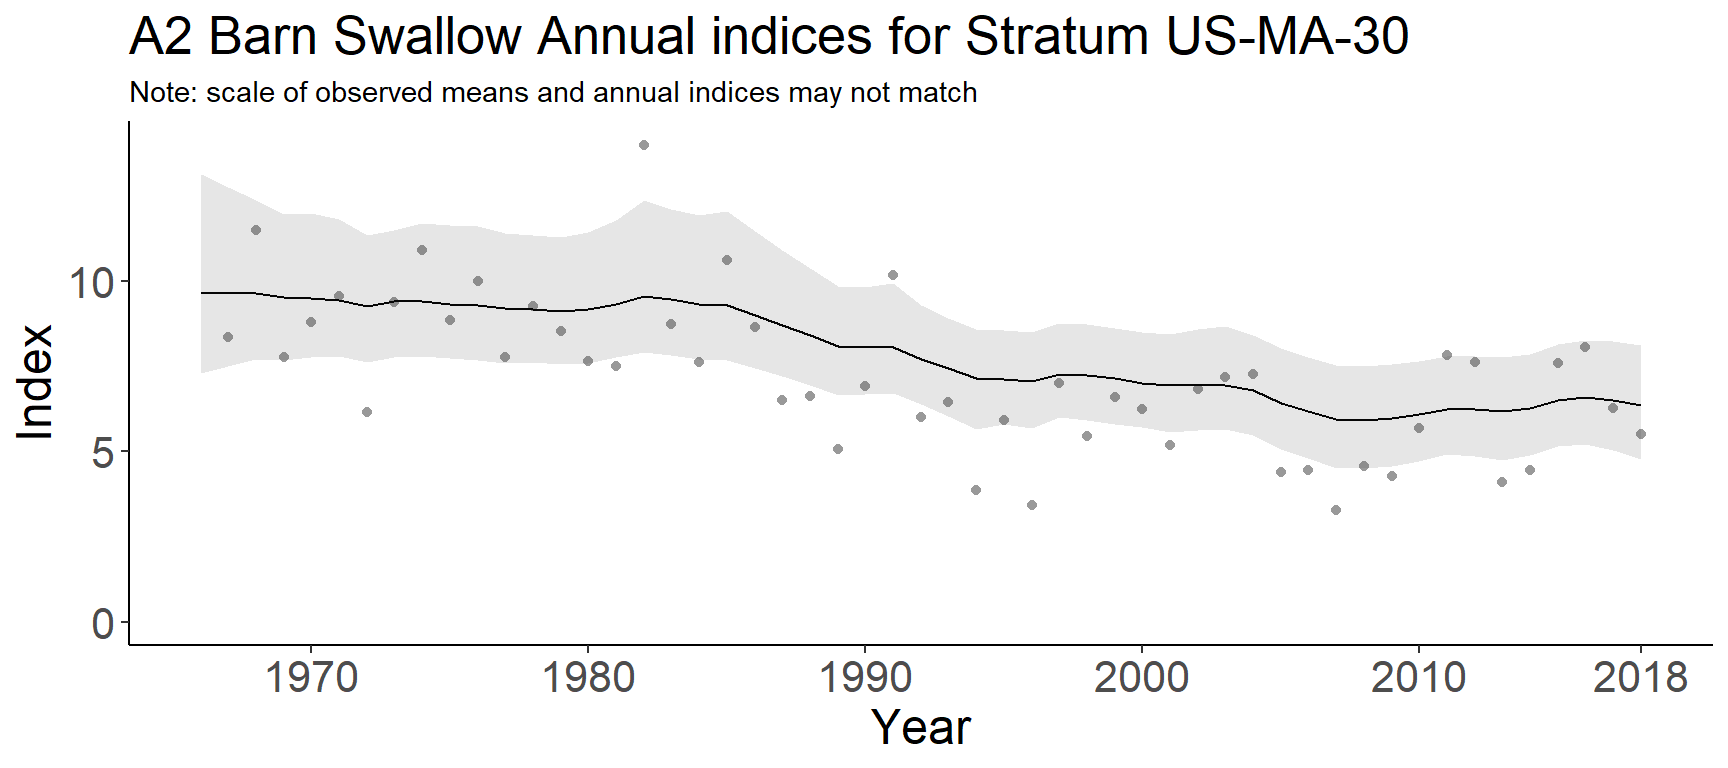 A2 Barn Swallow Annual indices for Stratum US-MA-30
Note: scale of observed means and annual indices may not match
Index
10
5
0
1970 1980 1990 2000 2010 2018
Year